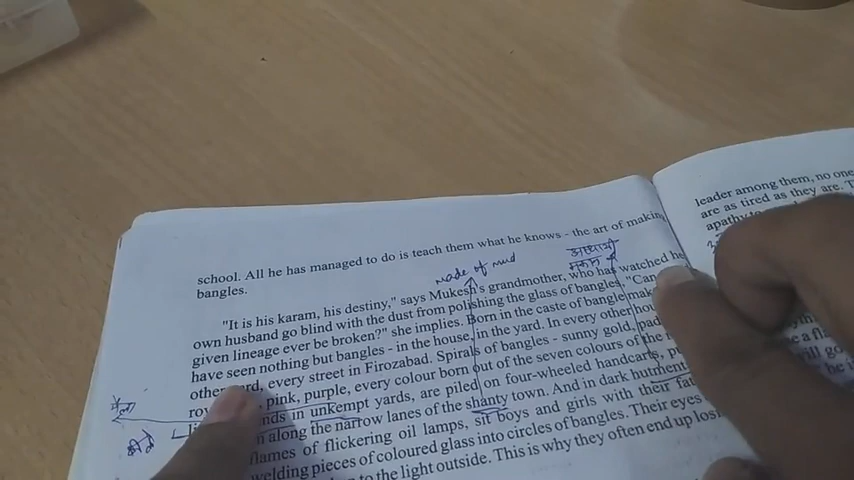 school. All he has managed to do is teach them what he knows - the art of making
bangles.
made of mud
"It is his karam, his destiny," says Mukesh's grandmother, who has watched he
own husband go blind with the dust from polishing the glass of bangles. "Can
given lineage ever be broken?" she implies. Born in the caste of bangle mak
have seen nothing but bangles - in the house, in the yard. In every other hou
other yard, every street in Firozabad. Spirals of bangles - sunny gold, pad
pink, purple, every colour born out of the seven colours of the
in unkempt yards, are piled on four-wheeled handcarts, p
along the narrow lanes of the shanty town. And in dark hutment
flames of flickering oil lamps, sit boys and girls with their fat
welding pieces of coloured glass into circles of bangles. Their eyes
to the light outside. This is why they often end up losi
leader among them, no one
are as tired as they are. T
apathy